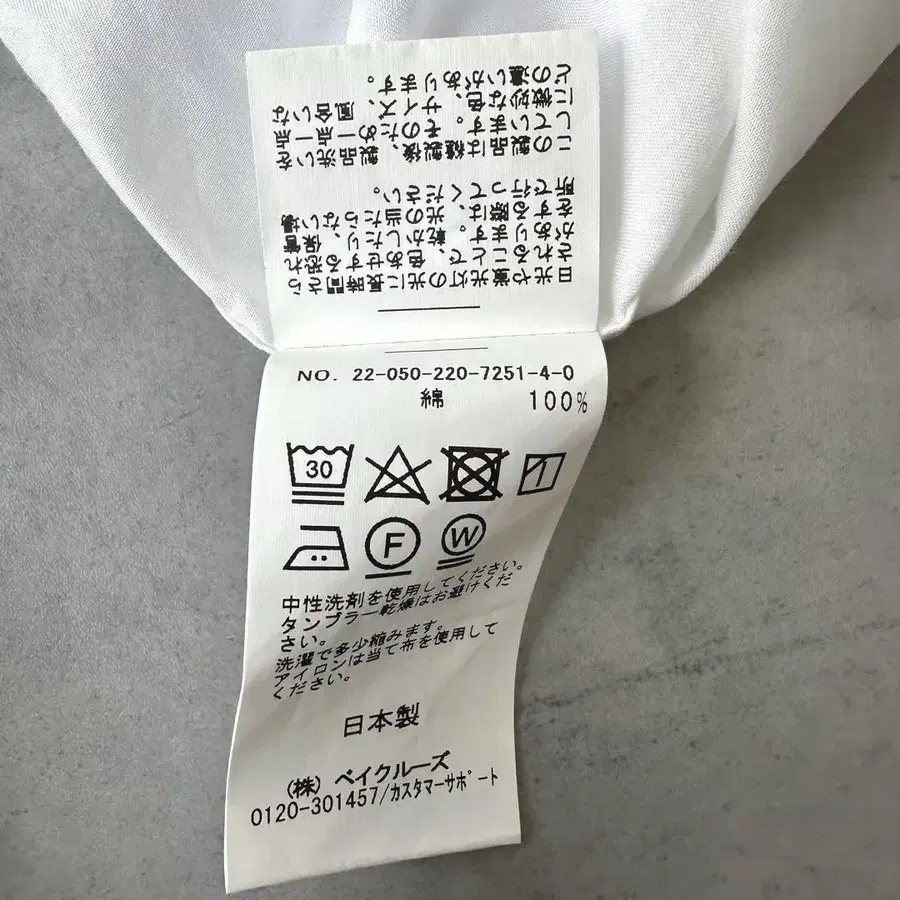 日光や蛍光灯の光に長時間さら
されることで、色あせする恐れ
があります。乾かしたり、保管
をする際は、光の当たらない場
所で行ってください。
この製品は縫製後、製品洗いを
しています。そのため一点一点
に微妙な色、サイズ、風合いな
どの違いがあります。
NO. 22-050-220-7251-4-0
綿 100%
30
F W
中性洗剤を使用してください。
タンブラー乾燥はお避けくだ
さい。
洗濯で多少縮みます。
アイロンは当て布を使用して
ください。
日本製
(株) ベイクルーズ
0120-301457/カスタマーサポート